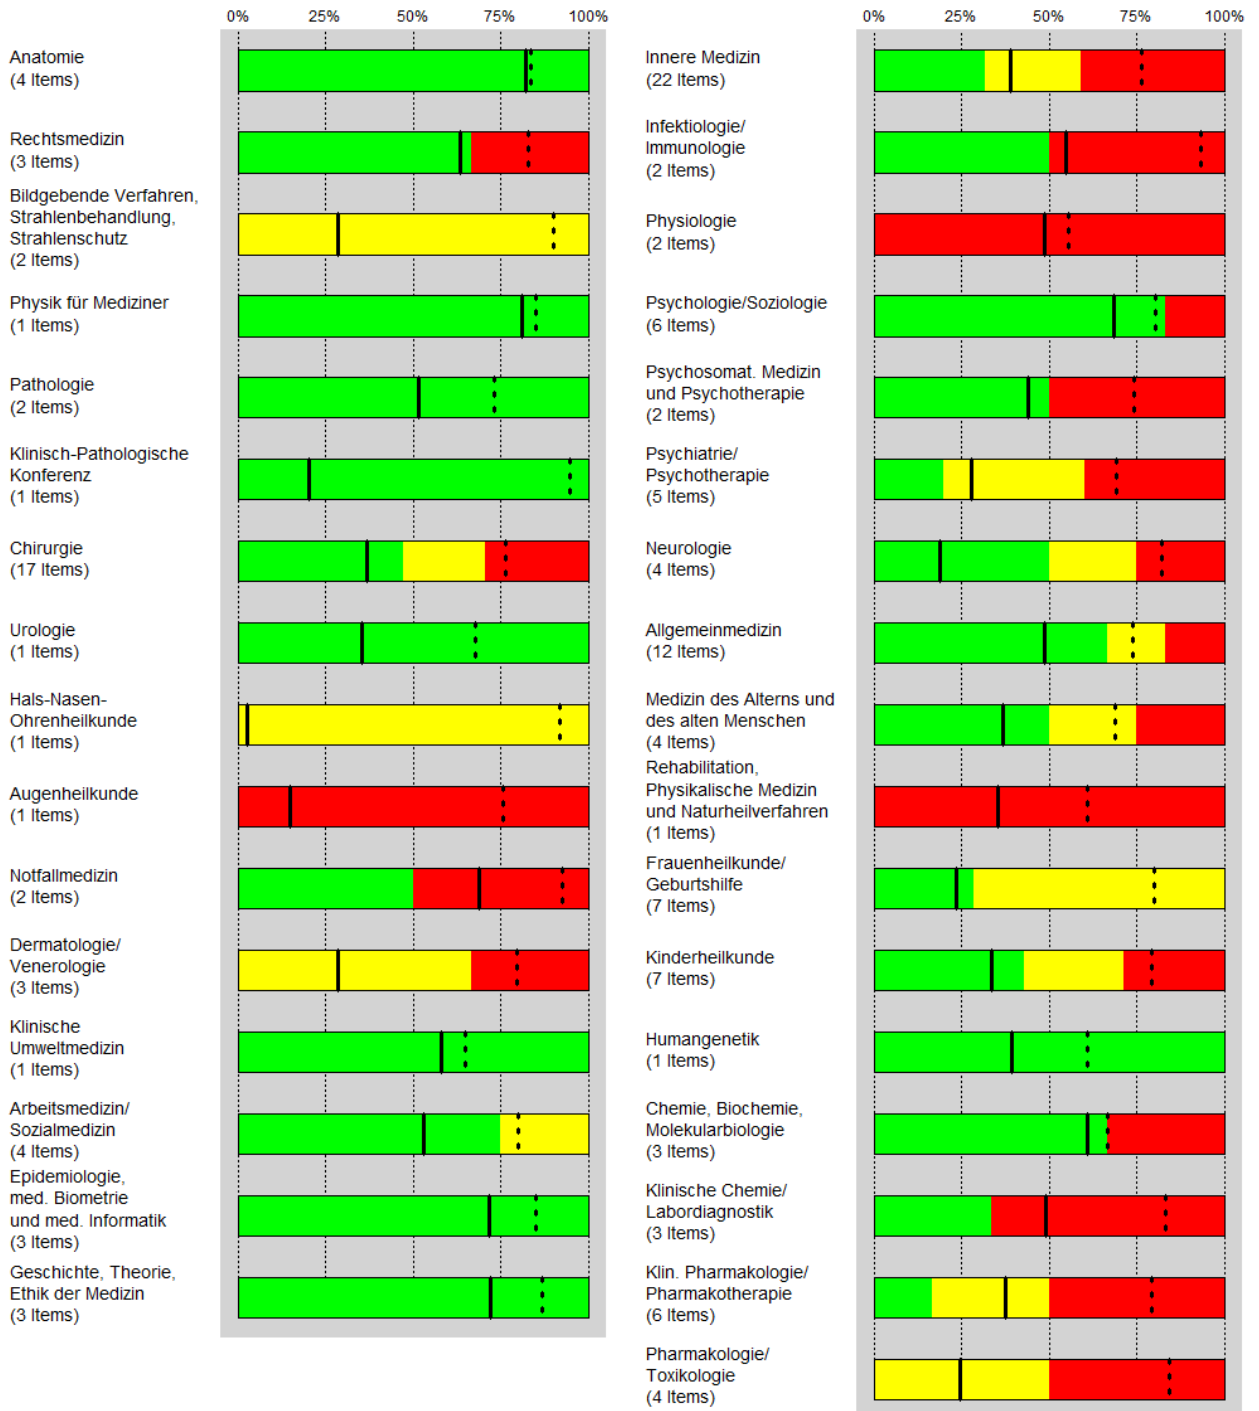 0% 25% 50% 75% 100%
Anatomie
(4 Items)
Rechtsmedizin
(3 Items)
Bildgebende Verfahren,
Strahlenbehandlung,
Strahlenschutz
(2 Items)
Physik für Mediziner
(1 Items)
Pathologie
(2 Items)
Klinisch-Pathologische
Konferenz
(1 Items)
Chirurgie
(17 Items)
Urologie
(1 Items)
Hals-Nasen-
Ohrenheilkunde
(1 Items)
Augenheilkunde
(1 Items)
Notfallmedizin
(2 Items)
Dermatologie/
Venerologie
(3 Items)
Klinische
Umweltmedizin
(1 Items)
Arbeitsmedizin/
Sozialmedizin
(4 Items)
Epidemiologie,
med. Biometrie
und med. Informatik
(3 Items)
Geschichte, Theorie,
Ethik der Medizin
(3 Items)
0% 25% 50% 75% 100%
Innere Medizin
(22 Items)
Infektiologie/
Immunologie
(2 Items)
Physiologie
(2 Items)
Psychologie/Soziologie
(6 Items)
Psychosomat. Medizin
und Psychotherapie
(2 Items)
Psychiatrie/
Psychotherapie
(5 Items)
Neurologie
(4 Items)
Allgemeinmedizin
(12 Items)
Medizin des Alterns und
des alten Menschen
(4 Items)
Rehabilitation,
Physikalische Medizin
und Naturheilverfahren
(1 Items)
Frauenheilkunde/
Geburtshilfe
(7 Items)
Kinderheilkunde
(7 Items)
Humangenetik
(1 Items)
Chemie, Biochemie,
Molekularbiologie
(3 Items)
Klinische Chemie/
Labordiagnostik
(3 Items)
Klin. Pharmakologie/
Pharmakotherapie
(6 Items)
Pharmakologie/
Toxikologie
(4 Items)